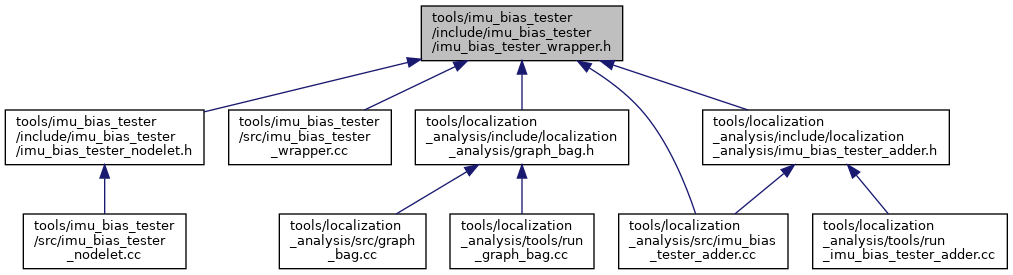 tools/imu_bias_tester
/include/imu_bias_tester
/imu_bias_tester_wrapper.h
tools/imu_bias_tester
/include/imu_bias_tester
/imu_bias_tester_nodelet.h
tools/imu_bias_tester
/src/imu_bias_tester
_wrapper.cc
tools/localization
_analysis/include/localization
_analysis/graph_bag.h
tools/localization
_analysis/include/localization
_analysis/imu_bias_tester_adder.h
tools/imu_bias_tester
/src/imu_bias_tester
_nodelet.cc
tools/localization
_analysis/src/graph
_bag.cc
tools/localization
_analysis/tools/run
_graph_bag.cc
tools/localization
_analysis/src/imu_bias
_tester_adder.cc
tools/localization
_analysis/tools/run
_imu_bias_tester_adder.cc